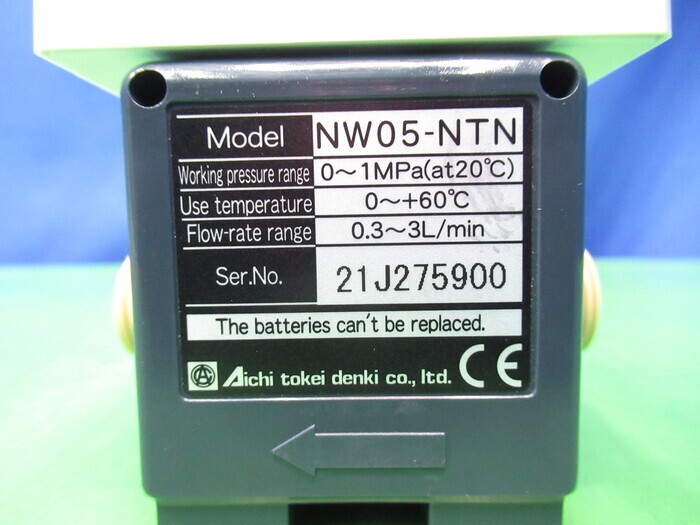 Model NW05-NTN
Working pressure range 0～1MPa(at20℃)
Use temperature 0～+60℃
Flow-rate range 0.3～3L/min
Ser.No. 21J275900
The batteries can't be replaced.
Aichi tokei denki co., ltd. CE